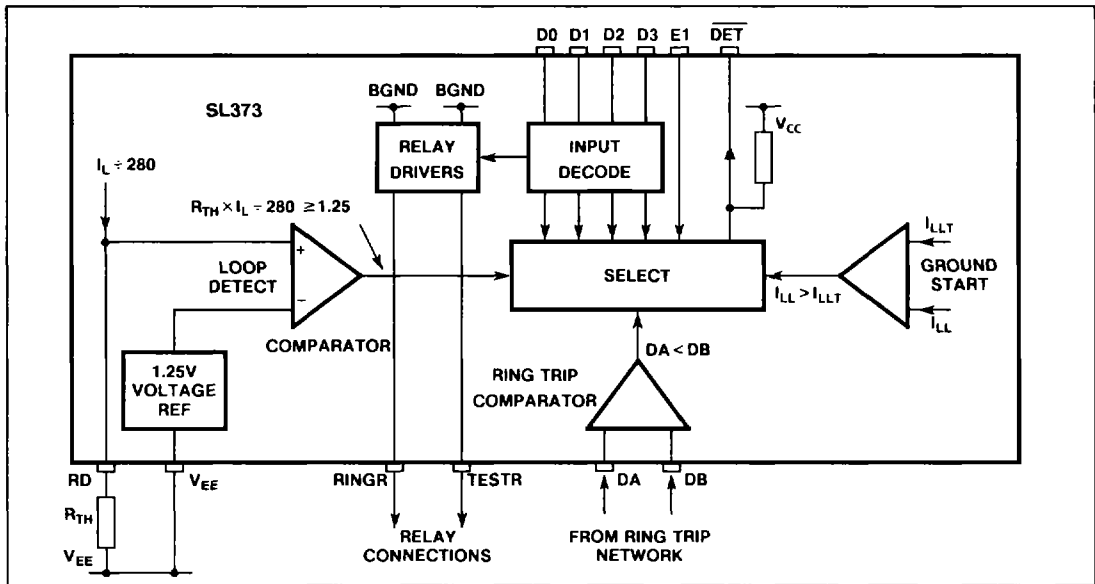 D0 D1 D2 D3 E1 DET
BGND BGND
SL373
V_CC
RELAY
DRIVERS
INPUT
DECODE
I_L ÷ 280
R_TH × I_L ÷ 280 ≥ 1.25
+
LOOP
DETECT
−
COMPARATOR
SELECT
I_LLT
GROUND
START
I_LL > I_LLT
I_LL
1.25V
VOLTAGE
REF
DA < DB
RING TRIP
COMPARATOR
RD V_EE RINGR TESTR DA DB
R_TH
V_EE
RELAY
CONNECTIONS
FROM RING TRIP
NETWORK